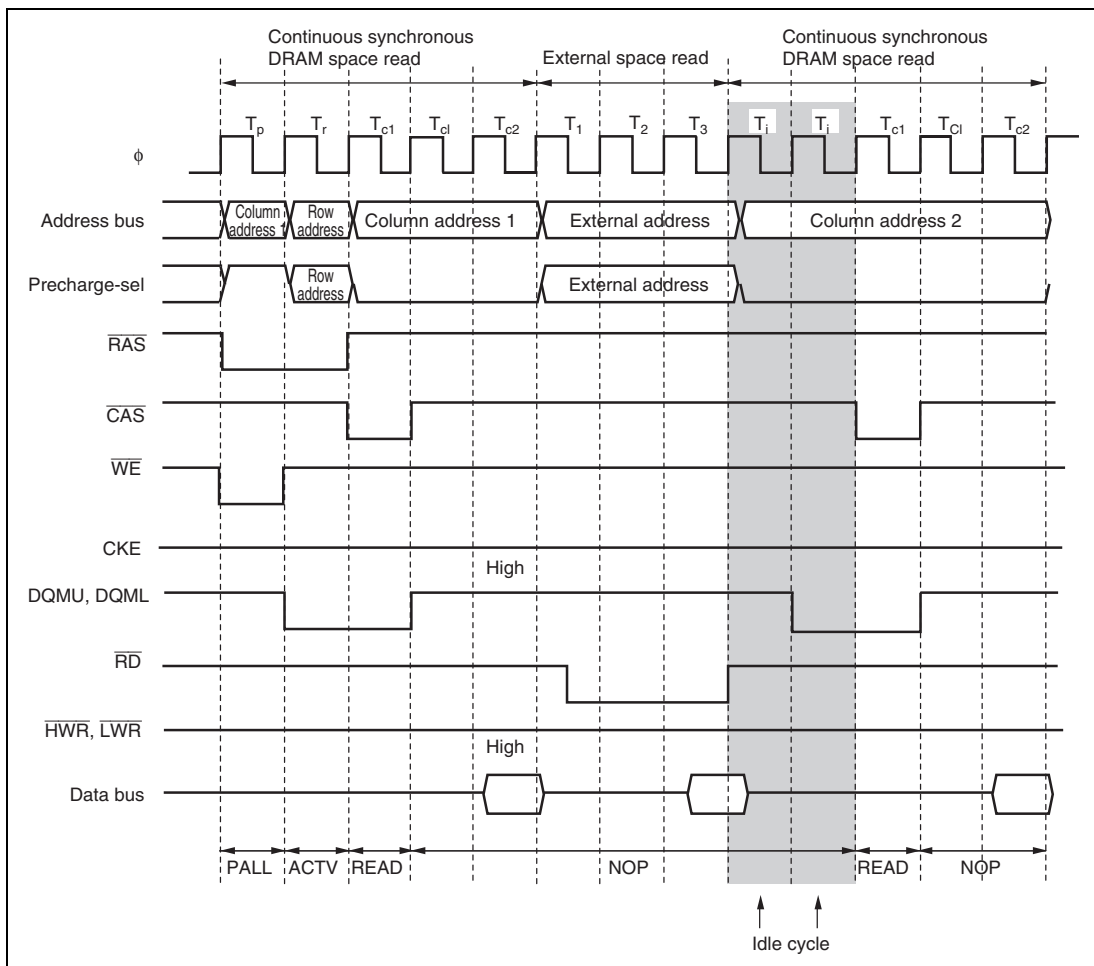 Continuous synchronous
DRAM space read
External space read
Continuous synchronous
DRAM space read
Tp Tr Tc1 Tcl Tc2 T1 T2 T3 Ti Ti Tc1 TCl Tc2
ϕ
Address bus
Column
address 1
Row
address
Column address 1
External address
Column address 2
Precharge-sel
Row
address
External address
RAS
CAS
WE
CKE
High
DQMU, DQML
RD
HWR, LWR
High
Data bus
PALL ACTV READ NOP READ NOP
Idle cycle